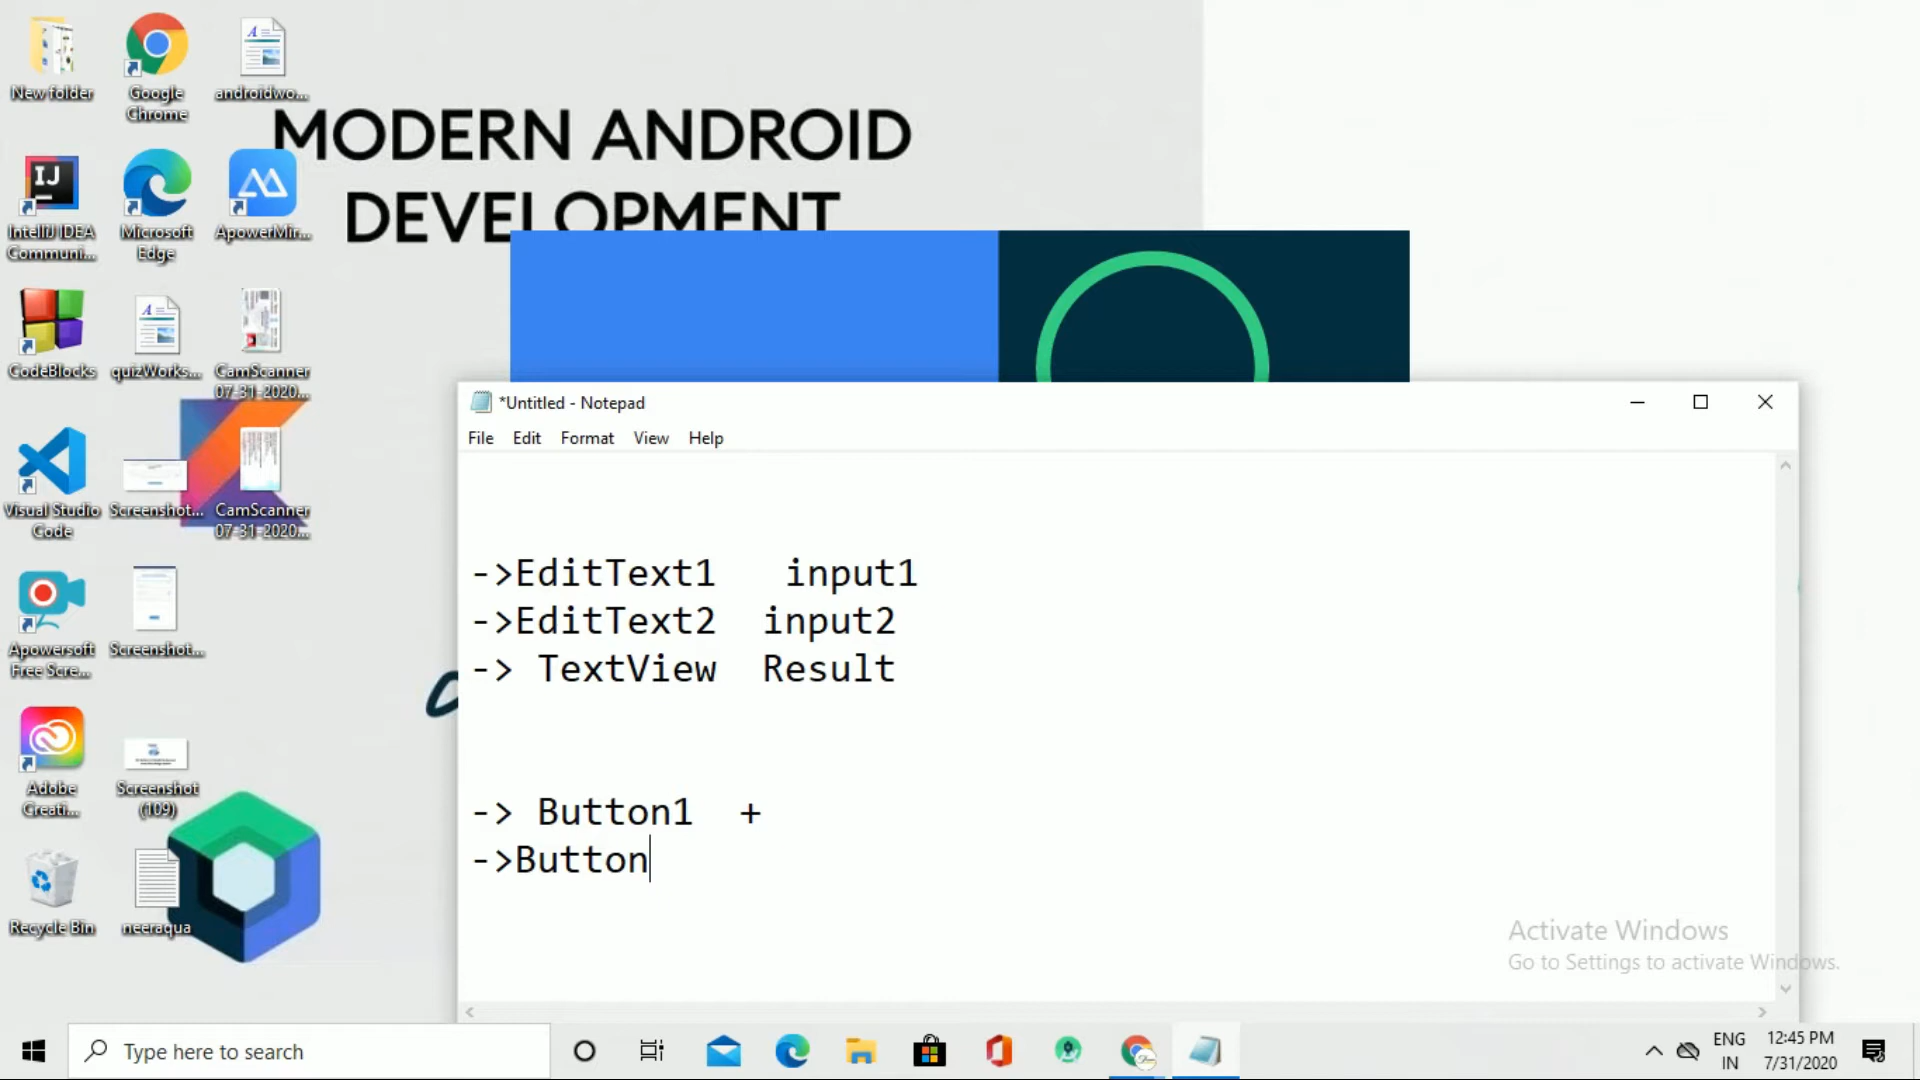 New folder
Google
Chrome
androidwo...
MODERN ANDROID
DEVELOPMENT
IntelliJ IDEA
Communi...
Microsoft
Edge
ApowerMir...
CodeBlocks
quizWorks...
CamScanner
07-31-2020...
Visual Studio
Code
Screenshot...
CamScanner
07-31-2020...
Apowersoft
Free Scre...
Screenshot...
Adobe
Creati...
Screenshot
(109)
Recycle Bin
neeraqua
*Untitled - Notepad
File Edit Format View Help
->EditText1   input1
->EditText2  input2
-> TextView  Result
-> Button1  +
->Button
Activate Windows
Go to Settings to activate Windows.
Type here to search
ENG
IN
12:45 PM
7/31/2020